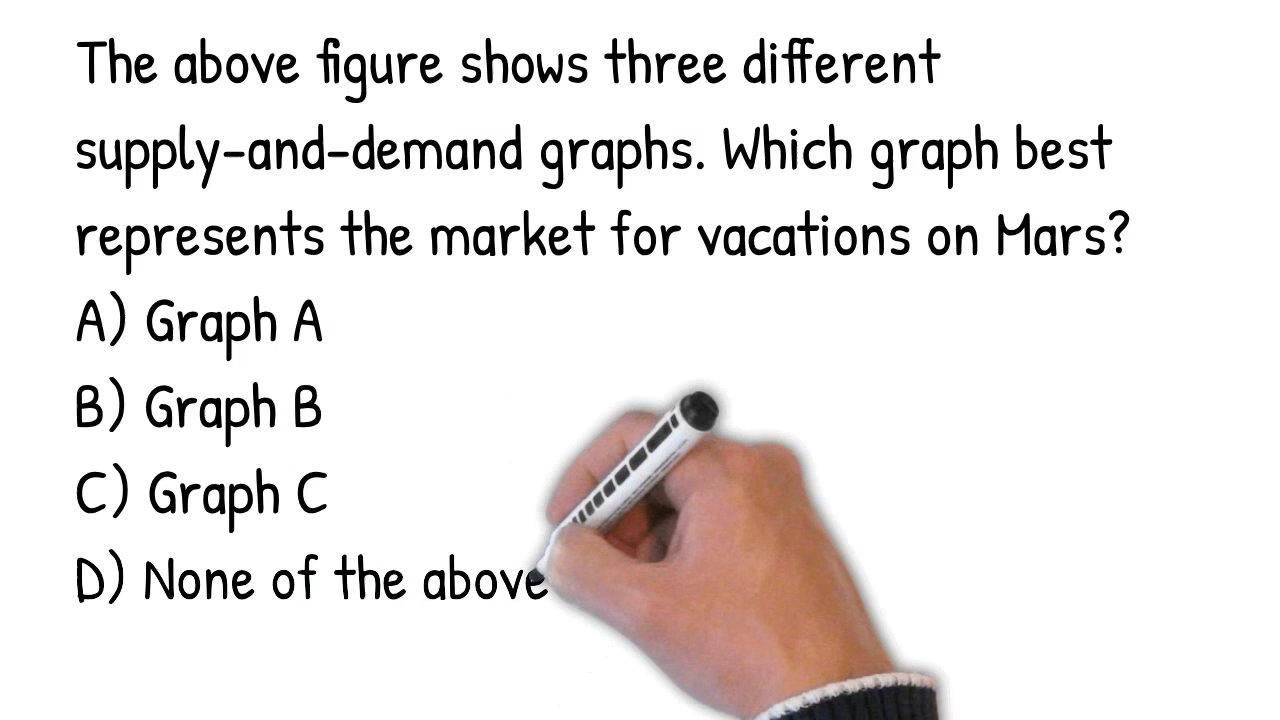 The above figure shows three different
supply-and-demand graphs. Which graph best
represents the market for vacations on Mars?
A) Graph A
B) Graph B
C) Graph C
D) None of the above